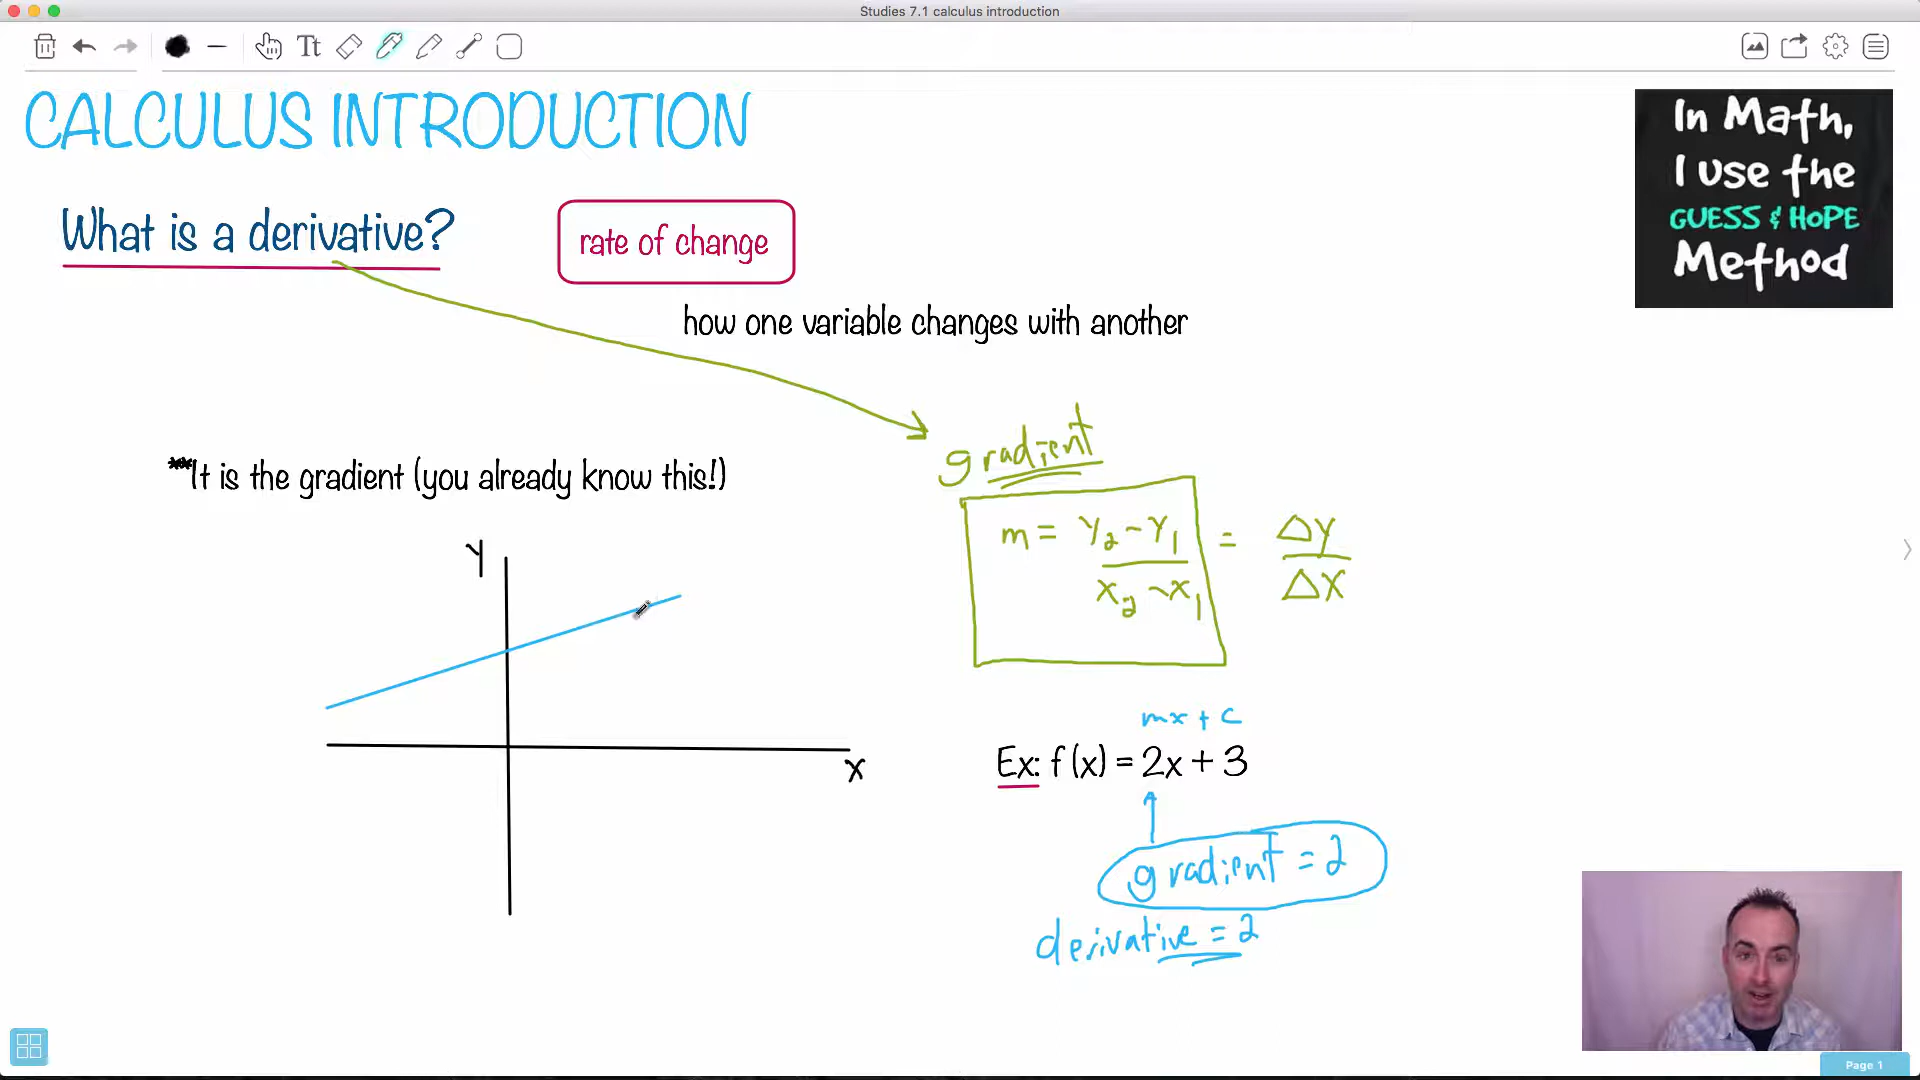 Studies 7.1 calculus introduction
Tt
CALCULUS INTRODUCTION
In Math,
I use the
GUESS & HOPE
Method
What is a derivative?
rate of change
how one variable changes with another
gradient
**It is the gradient (you already know this!)
m = y₂ - y₁ = Δy
x₂ - x₁ Δx
y
x
mx + c
Ex: f(x) = 2x + 3
gradient = 2
derivative = 2
Page 1